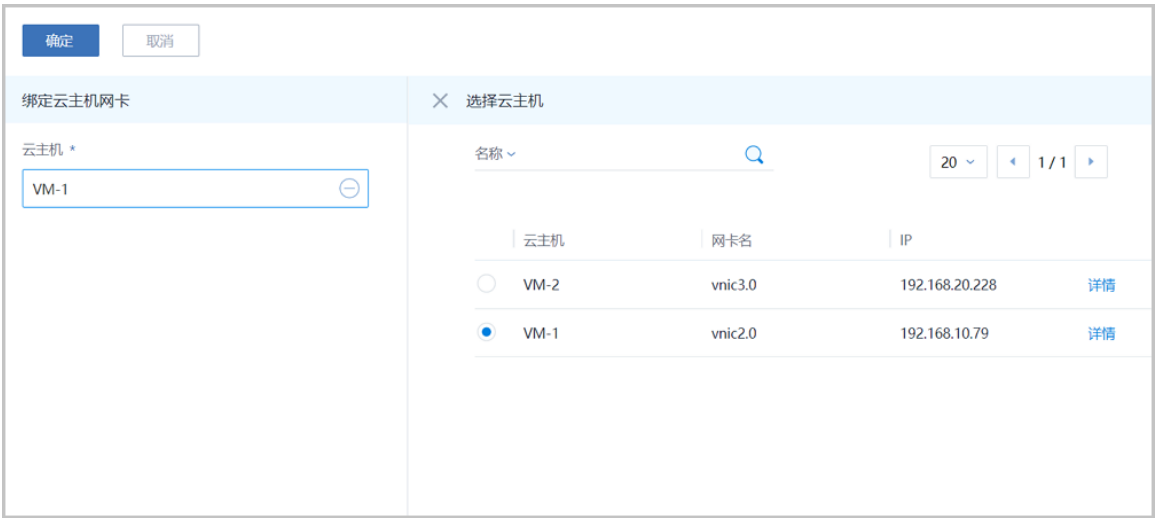 确定 取消
绑定云主机网卡
云主机 *
VM-1
选择云主机
名称
20 1 / 1
云主机 网卡名 IP
VM-2 vnic3.0 192.168.20.228 详情
VM-1 vnic2.0 192.168.10.79 详情